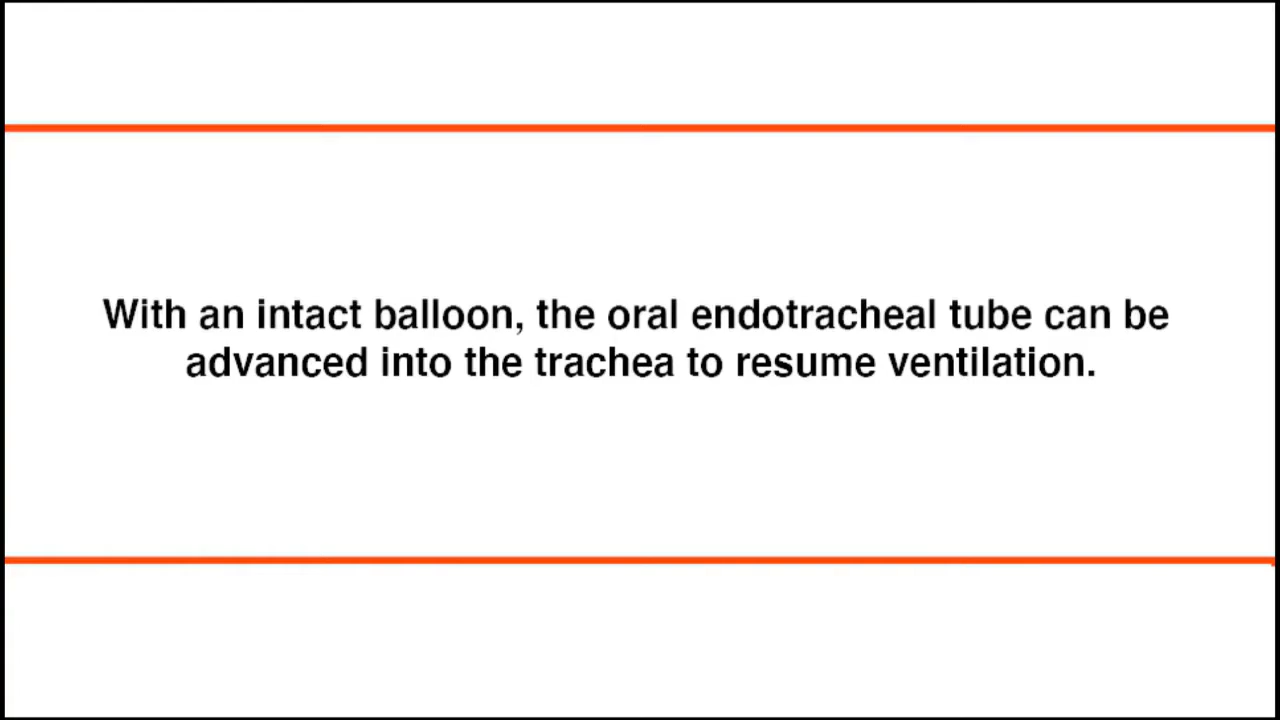 With an intact balloon, the oral endotracheal tube can be
advanced into the trachea to resume ventilation.